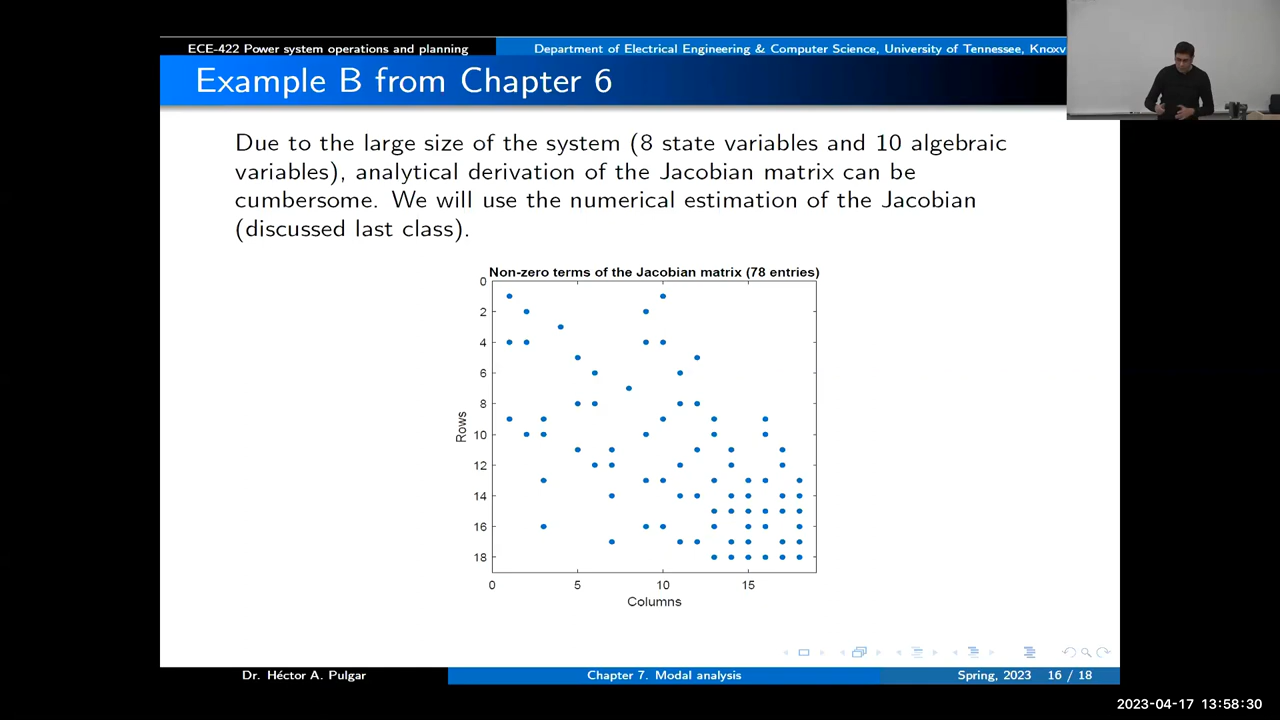 ECE-422 Power system operations and planning
Department of Electrical Engineering & Computer Science, University of Tennessee, Knoxv
Example B from Chapter 6
Due to the large size of the system (8 state variables and 10 algebraic
variables), analytical derivation of the Jacobian matrix can be
cumbersome. We will use the numerical estimation of the Jacobian
(discussed last class).
Non-zero terms of the Jacobian matrix (78 entries)
0
2
4
6
8
10
12
14
16
18
Rows
0 5 10 15
Columns
Dr. Héctor A. Pulgar
Chapter 7. Modal analysis
Spring, 2023 16 / 18
2023-04-17 13:58:30